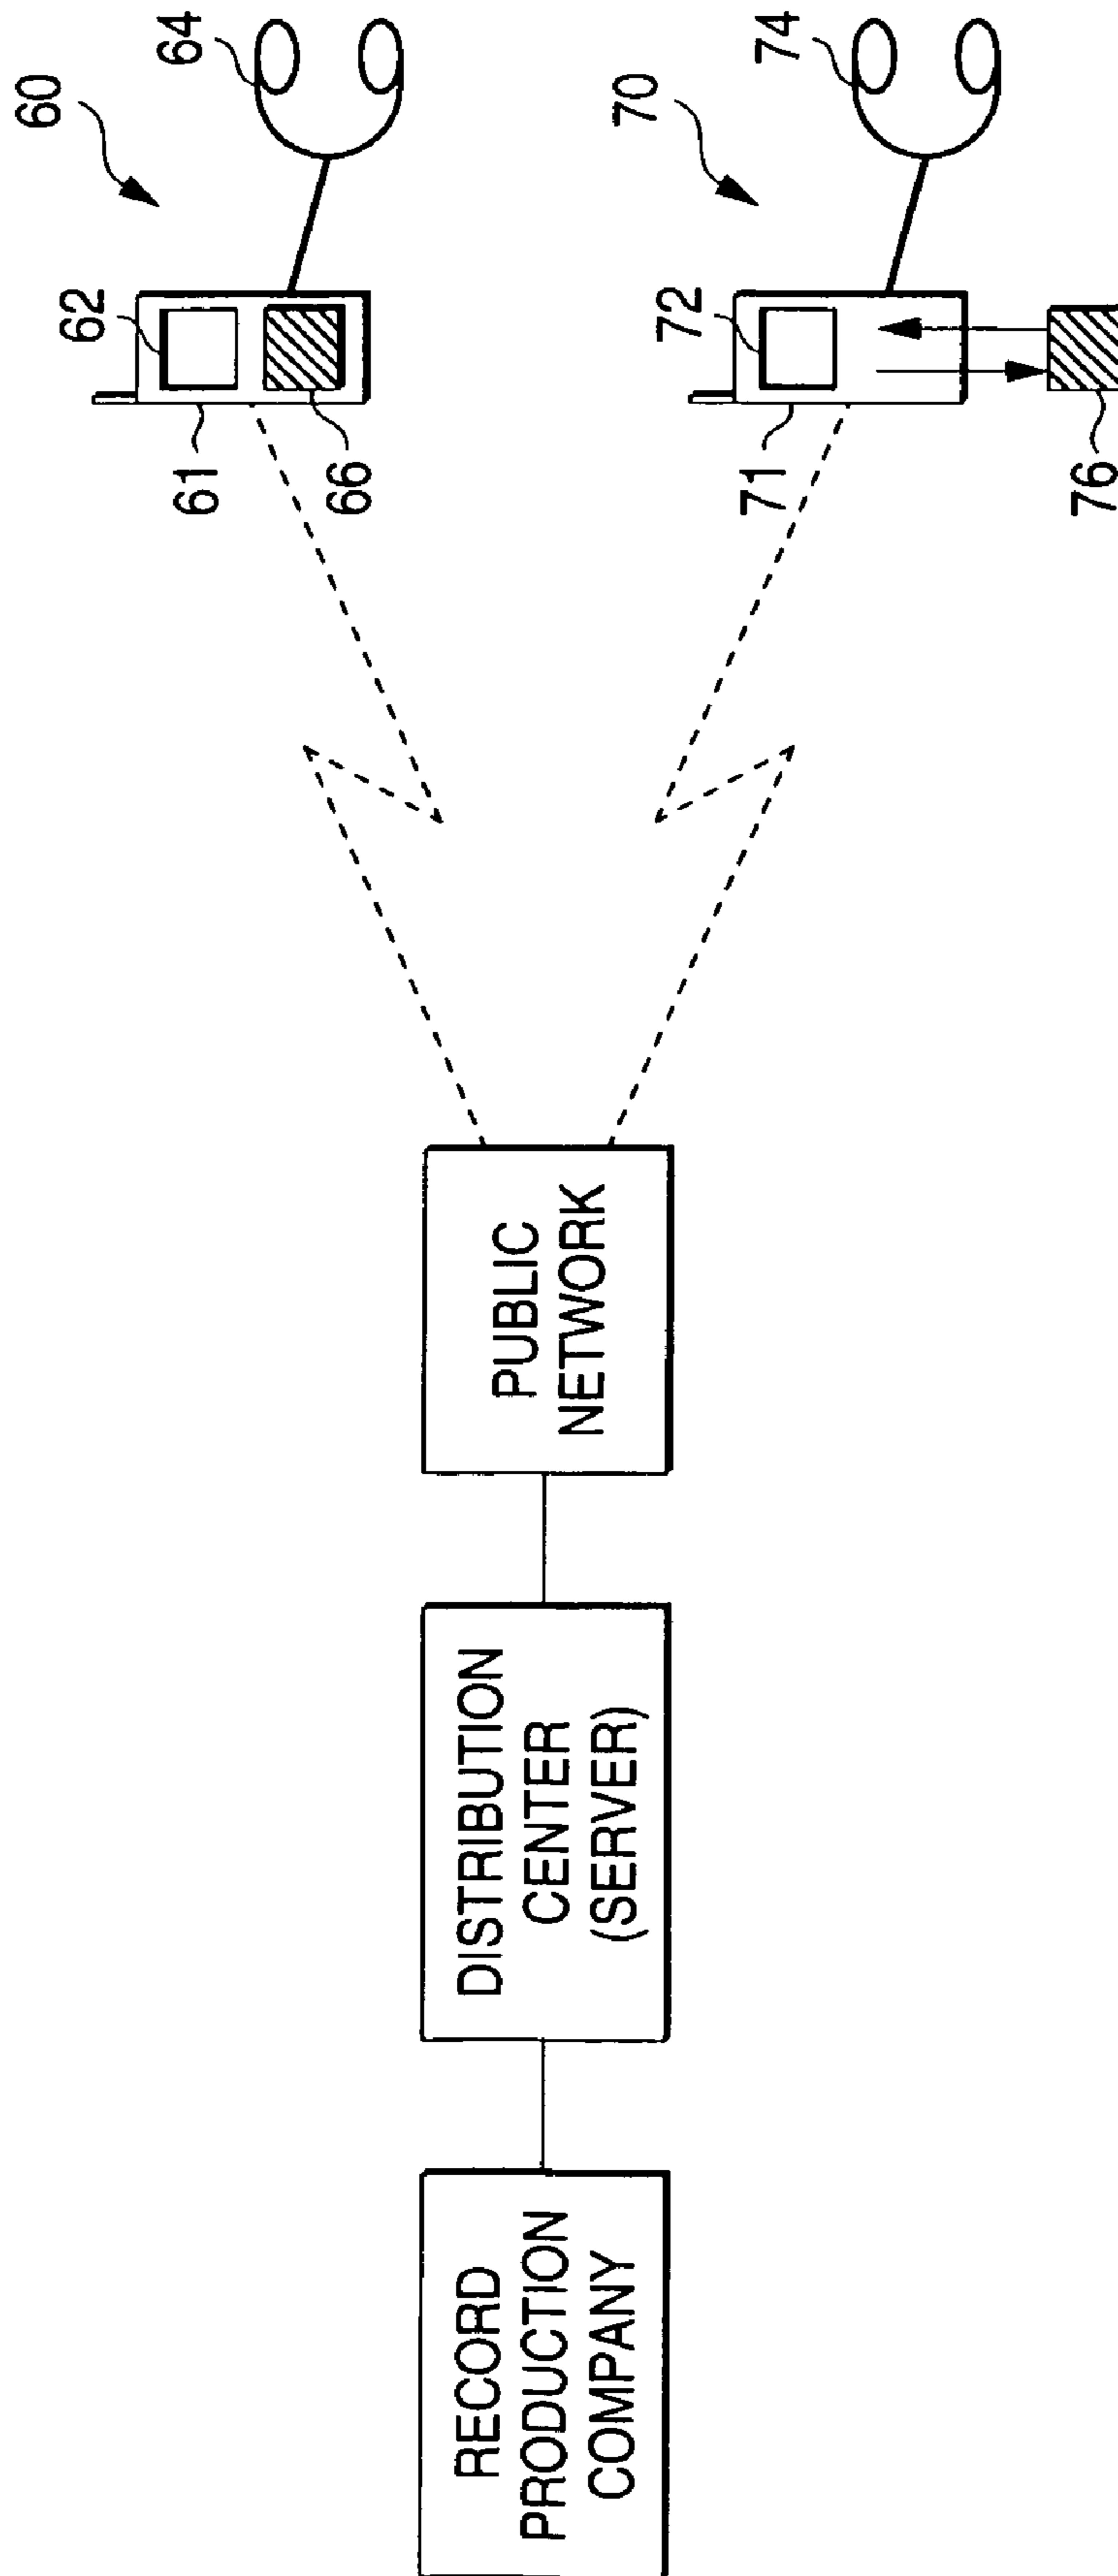 RECORD
PRODUCTION
COMPANY
DISTRIBUTION
CENTER
(SERVER)
PUBLIC
NETWORK
60
62
64
61
66
70
72
74
71
76